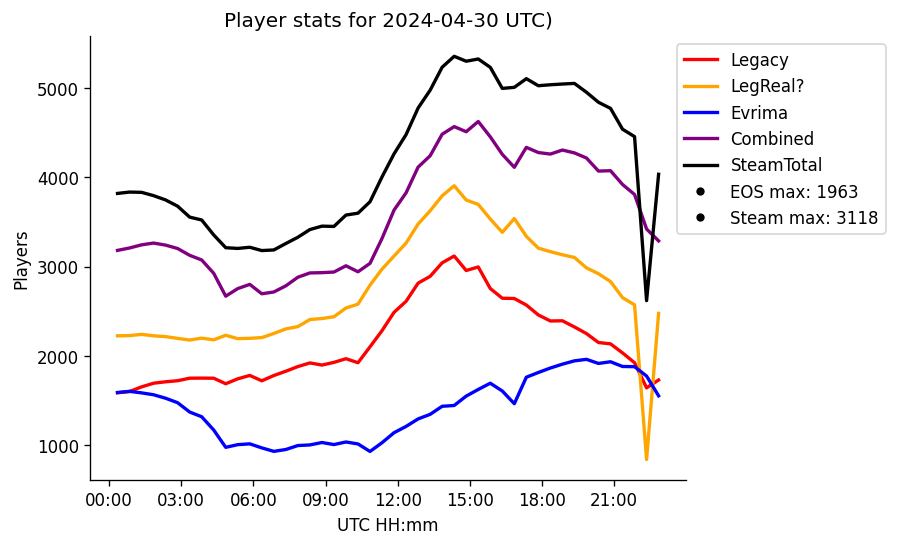 Player stats for 2024-04-30 UTC)
Players
5000
4000
3000
2000
1000
00:00 03:00 06:00 09:00 12:00 15:00 18:00 21:00
UTC HH:mm
Legacy
LegReal?
Evrima
Combined
SteamTotal
EOS max: 1963
Steam max: 3118